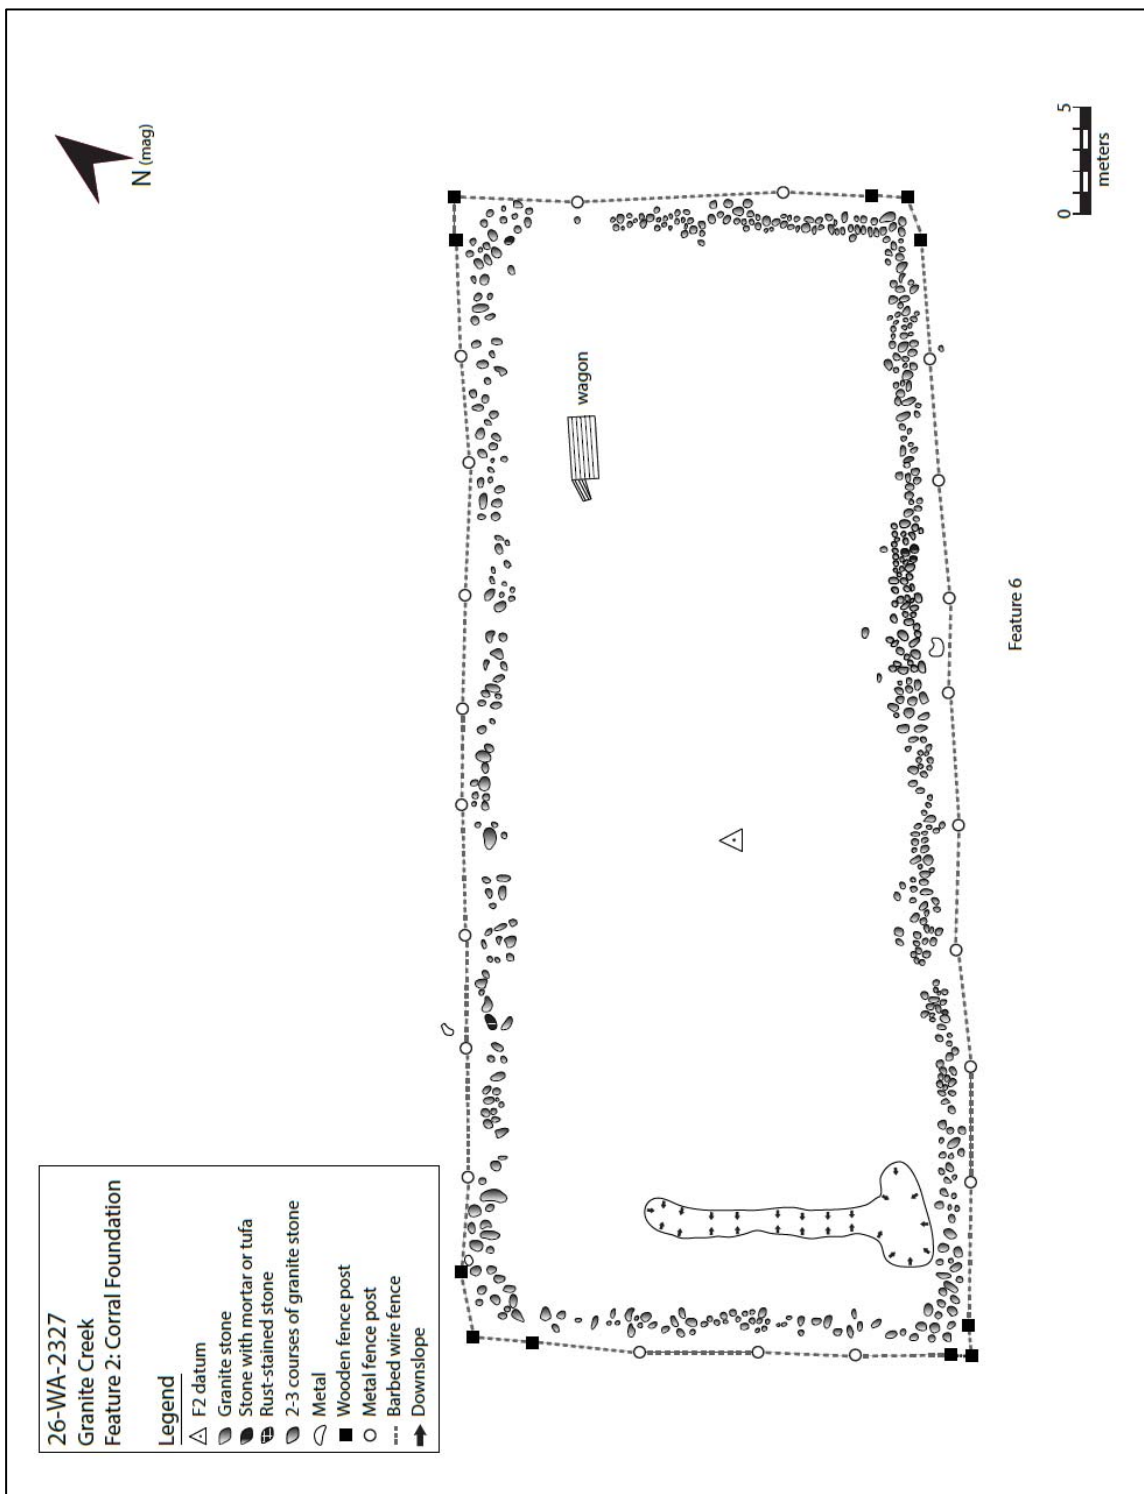 26-WA-2327
Granite Creek
Feature 2: Corral Foundation
Legend
F2 datum
Granite stone
Stone with mortar or tufa
Rust-stained stone
2-3 courses of granite stone
Metal
Wooden fence post
Metal fence post
Barbed wire fence
Downslope
N (mag)
wagon
Feature 6
0 5
meters